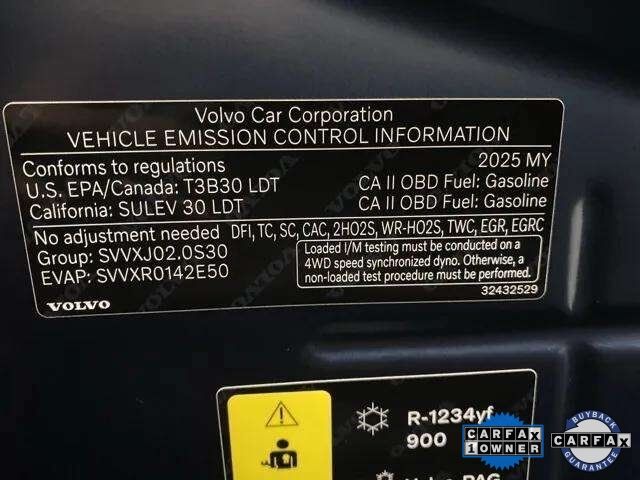 Volvo Car Corporation
VEHICLE EMISSION CONTROL INFORMATION
Conforms to regulations 2025 MY
U.S. EPA/Canada: T3B30 LDT CA II OBD Fuel: Gasoline
California: SULEV 30 LDT CA II OBD Fuel: Gasoline
No adjustment needed DFI, TC, SC, CAC, 2HO2S, WR-HO2S, TWC, EGR, EGRC
Group: SVVXJ02.0S30
EVAP: SVVXR0142E50
Loaded I/M testing must be conducted on a
4WD speed synchronized dyno. Otherwise, a
non-loaded test procedure must be performed.
VOLVO
32432529
R-1234yf
900
CARFAX
1 OWNER
BUYBACK
CARFAX
GUARANTEE
PAG